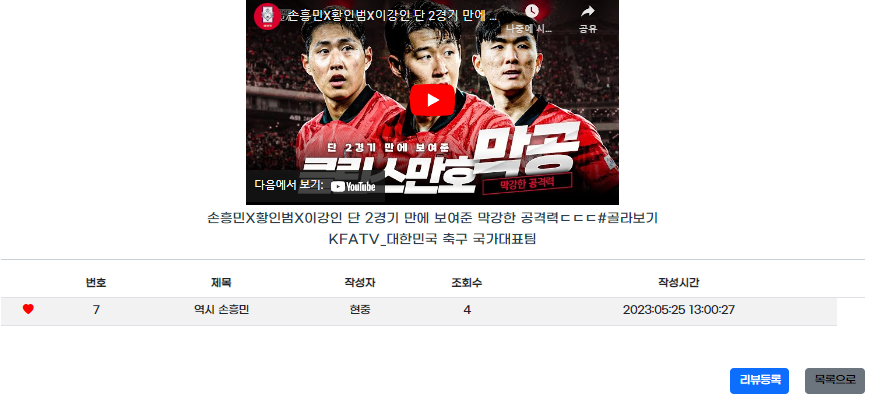 손흥민X황인범X이강인 단 2경기 만에 ...
나중에 시...
공유
단 2경기 만에 보여준
클린스만호 막공
막강한 공격력
다음에서 보기: YouTube
손흥민X황인범X이강인 단 2경기 만에 보여준 막강한 공격력ㄷㄷㄷ#골라보기
KFATV_대한민국 축구 국가대표팀
번호 제목 작성자 조회수 작성시간
7 역시 손흥민 현중 4 2023:05:25 13:00:27
리뷰등록 목록으로